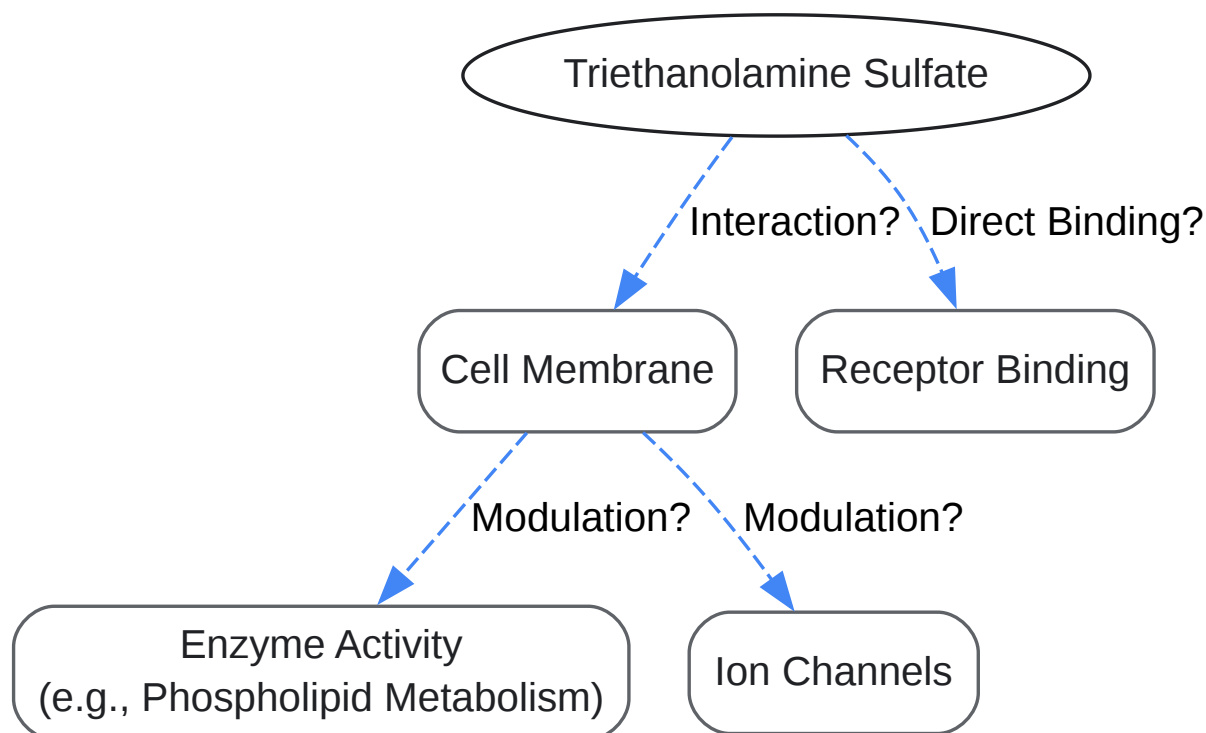 Triethanolamine Sulfate
Interaction?
Direct Binding?
Cell Membrane
Receptor Binding
Modulation?
Modulation?
Enzyme Activity
(e.g., Phospholipid Metabolism)
Ion Channels